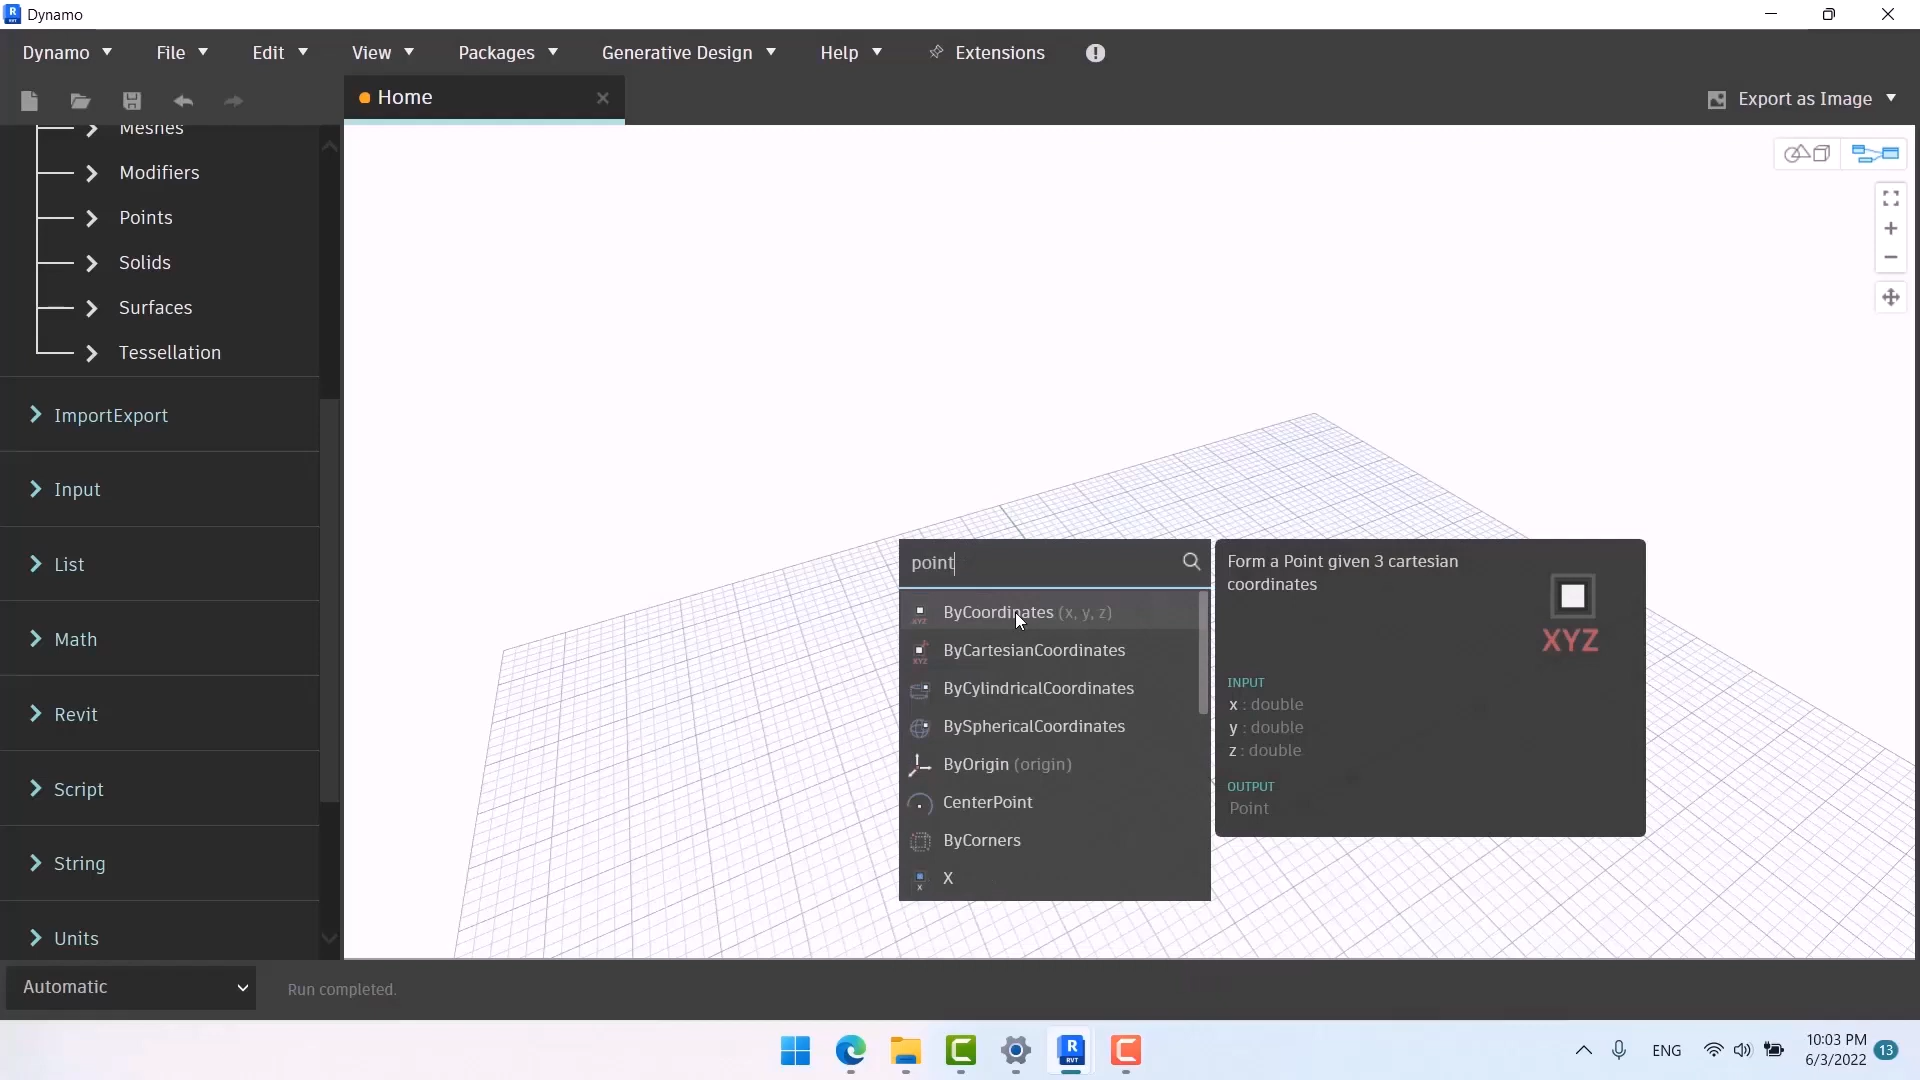 Dynamo
Dynamo File Edit View Packages Generative Design Help Extensions
Home
Export as Image
Meshes
Modifiers
Points
Solids
Surfaces
Tessellation
ImportExport
Input
List
Math
Revit
Script
String
Units
point
ByCoordinates (x, y, z)
ByCartesianCoordinates
ByCylindricalCoordinates
BySphericalCoordinates
ByOrigin (origin)
CenterPoint
ByCorners
X
Form a Point given 3 cartesian
coordinates
XYZ
INPUT
x : double
y : double
z : double
OUTPUT
Point
Automatic
Run completed.
ENG
10:03 PM
6/3/2022
13